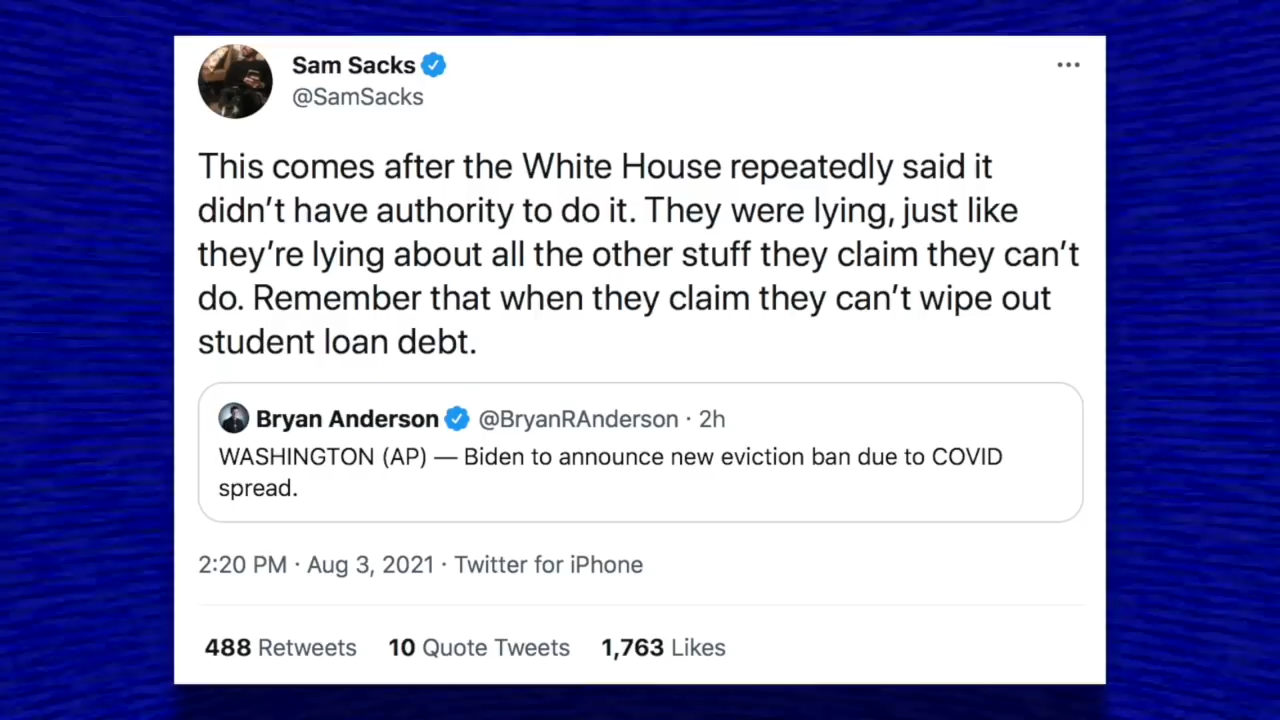 Sam Sacks
@SamSacks
This comes after the White House repeatedly said it
didn’t have authority to do it. They were lying, just like
they’re lying about all the other stuff they claim they can’t
do. Remember that when they claim they can’t wipe out
student loan debt.
Bryan Anderson @BryanRAnderson · 2h
WASHINGTON (AP) — Biden to announce new eviction ban due to COVID
spread.
2:20 PM · Aug 3, 2021 · Twitter for iPhone
488 Retweets 10 Quote Tweets 1,763 Likes